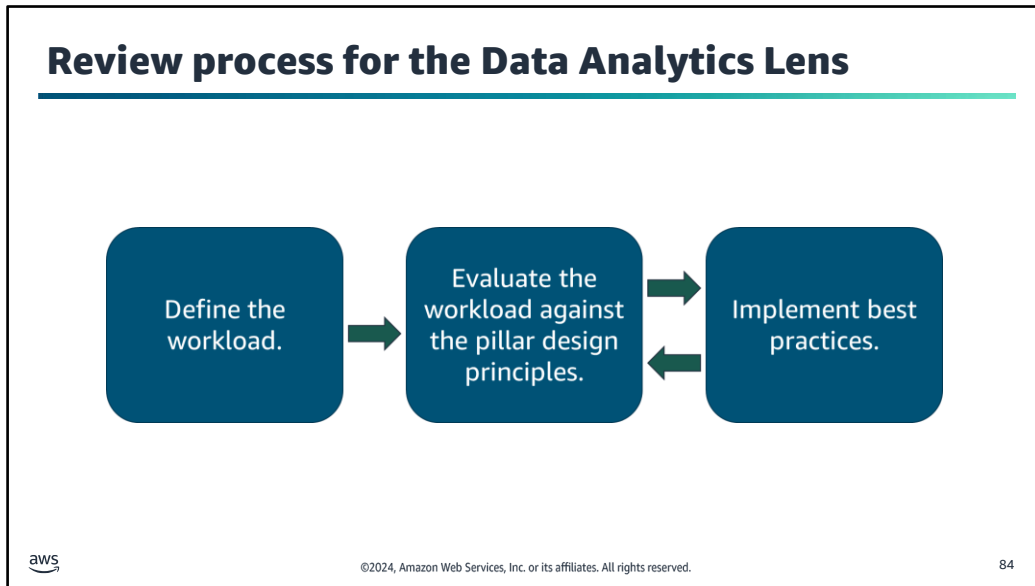 Review process for the Data Analytics Lens
Define the
workload.
Evaluate the
workload against
the pillar design
principles.
Implement best
practices.
aws
©2024, Amazon Web Services, Inc. or its affiliates. All rights reserved.
84